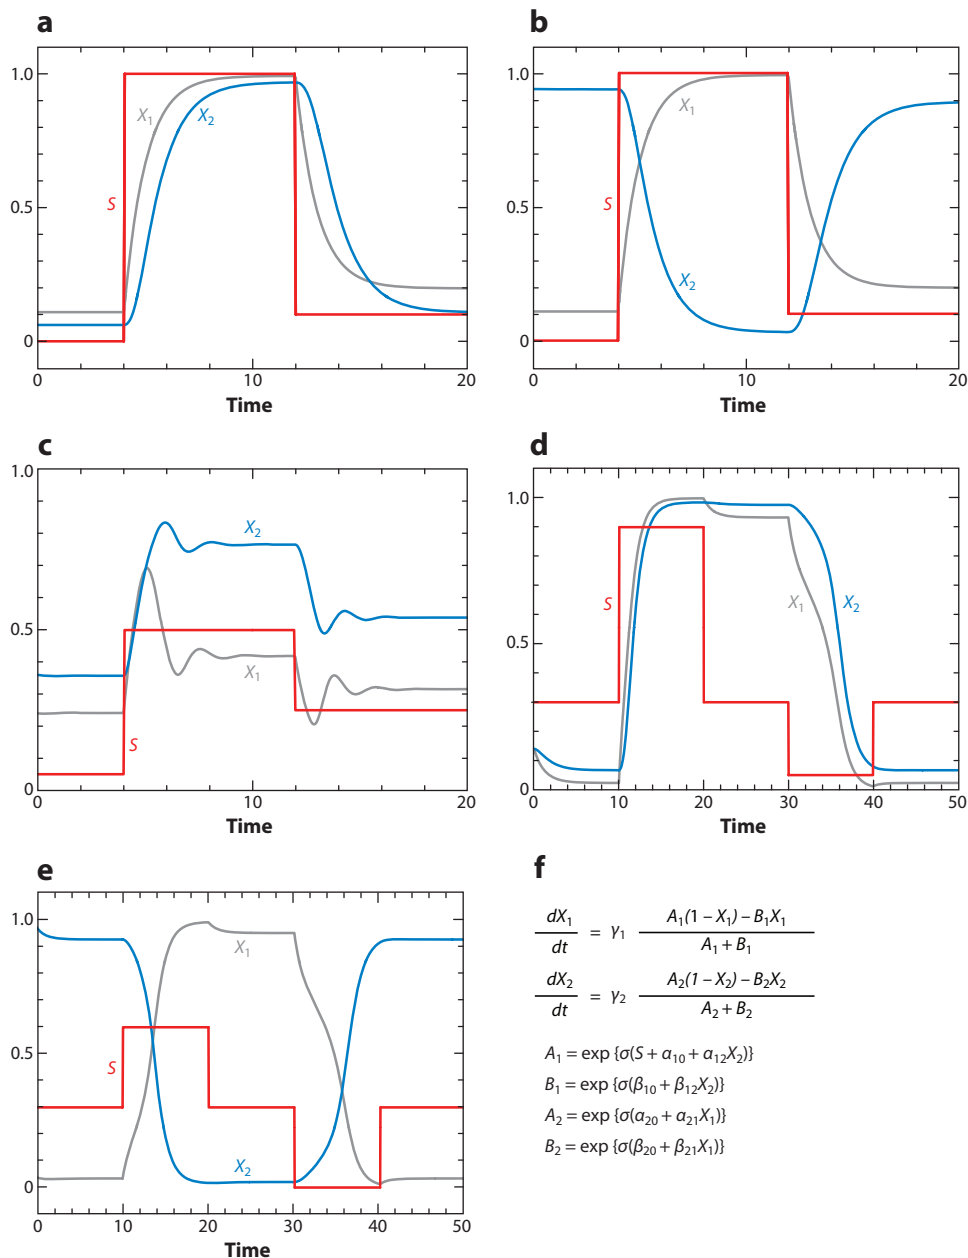 a
1.0
0.5
0
S
X₁
X₂
0 10 20
Time
b
1.0
0.5
0
S
X₁
X₂
0 10 20
Time
c
1.0
0.5
0
X₂
X₁
S
0 10 20
Time
d
1.0
0.5
0
S
X₁
X₂
0 10 20 30 40 50
Time
e
1.0
0.5
0
S
X₁
X₂
0 10 20 30 40 50
Time
f
dX₁/dt = γ₁ A₁(1 – X₁) – B₁X₁ / A₁ + B₁
dX₂/dt = γ₂ A₂(1 – X₂) – B₂X₂ / A₂ + B₂
A₁ = exp {σ(S + α₁₀ + α₁₂X₂)}
B₁ = exp {σ(β₁₀ + β₁₂X₂)}
A₂ = exp {σ(α₂₀ + α₂₁X₁)}
B₂ = exp {σ(β₂₀ + β₂₁X₁)}